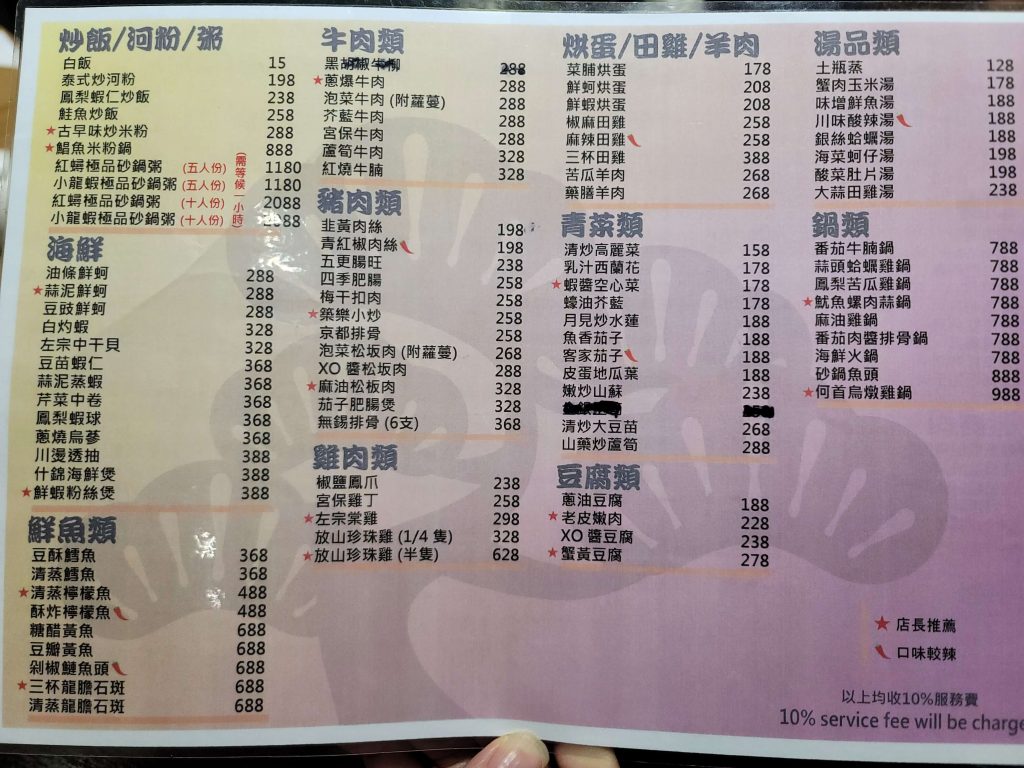 炒飯/河粉/粥
白飯 15
泰式炒河粉 198
鳳梨蝦仁炒飯 238
鮭魚炒飯 258
★古早味炒米粉 288
★鯧魚米粉鍋 888
紅蟳極品砂鍋粥 (五人份) 1180
小龍蝦極品砂鍋粥 (五人份) 1180
紅蟳極品砂鍋粥 (十人份) 2088
小龍蝦極品砂鍋粥 (十人份) 2088
(需等候 小時)
海鮮
油條鮮蚵 288
★蒜泥鮮蚵 288
豆豉鮮蚵 288
白灼蝦 328
左宗中干貝 328
豆苗蝦仁 368
蒜泥蒸蝦 368
芹菜中卷 368
鳳梨蝦球 368
蔥燒烏蔘 368
川燙透抽 388
什錦海鮮煲 388
★鮮蝦粉絲煲 388
鮮魚類
豆酥鱈魚 368
清蒸鱈魚 368
★清蒸檸檬魚 488
酥炸檸檬魚 488
糖醋黃魚 688
豆瓣黃魚 688
剁椒鰱魚頭 688
★三杯龍膽石斑 688
清蒸龍膽石斑 688
牛肉類
黑胡椒牛柳 288
★蔥爆牛肉 288
泡菜牛肉 (附蘿蔓) 288
芥藍牛肉 288
宮保牛肉 288
蘆筍牛肉 328
紅燒牛腩 328
豬肉類
韭黃肉絲 198
青紅椒肉絲 198
五更腸旺 238
四季肥腸 258
梅干扣肉 258
★築樂小炒 258
京都排骨 258
泡菜松坂肉 (附蘿蔓) 268
XO 醬松坂肉 288
★麻油松板肉 328
茄子肥腸煲 328
無錫排骨 (6支) 368
雞肉類
椒鹽鳳爪 238
宮保雞丁 258
★左宗棠雞 298
放山珍珠雞 (1/4 隻) 328
★放山珍珠雞 (半隻) 628
烘蛋/田雞/羊肉
菜脯烘蛋 178
鮮蚵烘蛋 208
鮮蝦烘蛋 208
椒麻田雞 258
麻辣田雞 258
三杯田雞 388
苦瓜羊肉 268
藥膳羊肉 268
青菜類
清炒高麗菜 158
乳汁西蘭花 178
★蝦醬空心菜 178
蠔油芥藍 178
月見炒水蓮 188
魚香茄子 188
客家茄子 188
皮蛋地瓜葉 188
嫩炒山蘇 238
清炒大豆苗 268
山藥炒蘆筍 288
豆腐類
蔥油豆腐 188
★老皮嫩肉 228
XO 醬豆腐 238
★蟹黃豆腐 278
湯品類
土瓶蒸 128
蟹肉玉米湯 178
味增鮮魚湯 188
川味酸辣湯 188
銀絲蛤蠣湯 188
海菜蚵仔湯 198
酸菜肚片湯 198
大蒜田雞湯 238
鍋類
番茄牛腩鍋 788
蒜頭蛤蠣雞鍋 788
鳳梨苦瓜雞鍋 788
★魷魚螺肉蒜鍋 788
麻油雞鍋 788
番茄肉醬排骨鍋 788
海鮮火鍋 788
砂鍋魚頭 888
★何首烏燉雞鍋 988
★ 店長推薦
口味較辣
以上均收10%服務費
10% service fee will be charge